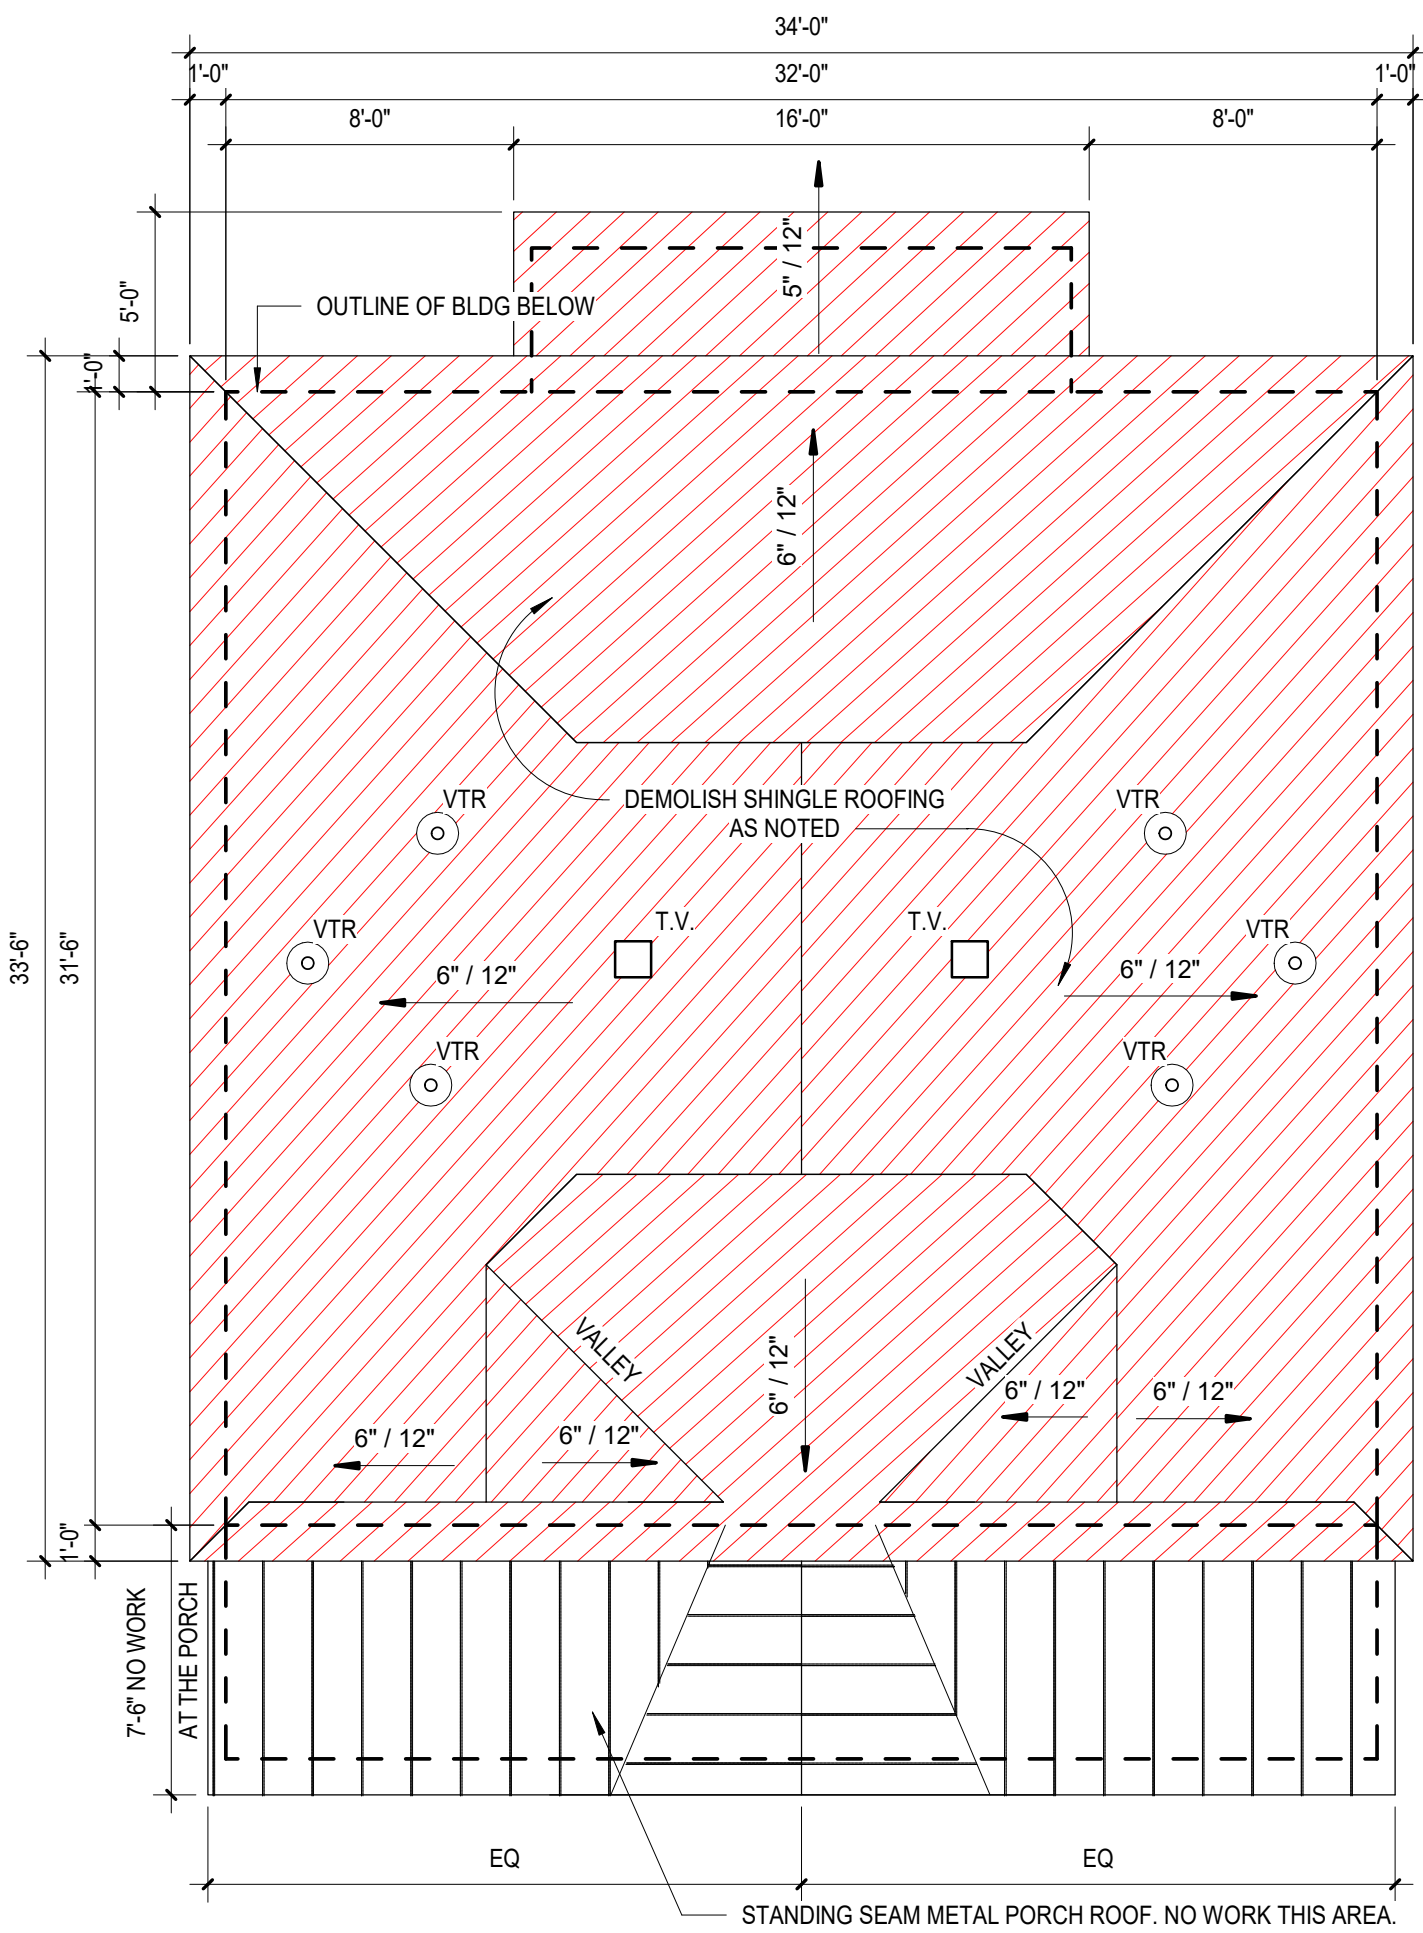 34'-0"
1'-0"
32'-0"
1'-0"
8'-0"
16'-0"
8'-0"
5'-0"
5" / 12"
OUTLINE OF BLDG BELOW
1'-0"
6" / 12"
VTR
DEMOLISH SHINGLE ROOFING
AS NOTED
VTR
VTR
T.V.
T.V.
VTR
6" / 12"
6" / 12"
33'-6"
31'-6"
VTR
VTR
VALLEY
VALLEY
6" / 12"
6" / 12"
6" / 12"
6" / 12"
6" / 12"
1'-0"
7'-6" NO WORK
AT THE PORCH
EQ
EQ
STANDING SEAM METAL PORCH ROOF. NO WORK THIS AREA.